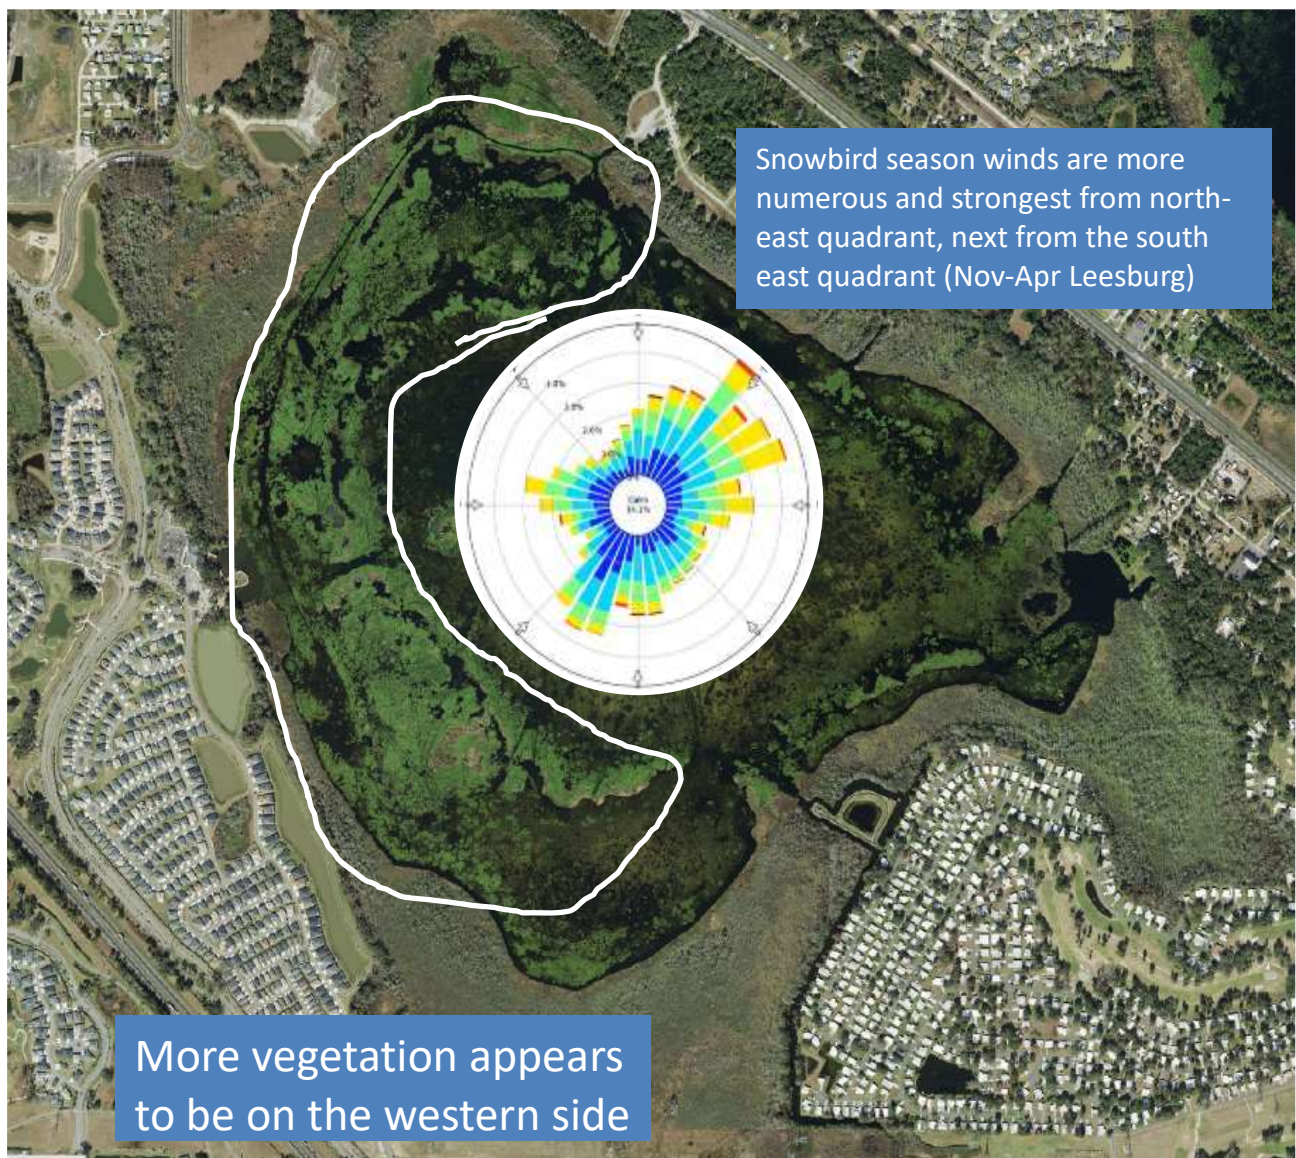 Snowbird season winds are more
numerous and strongest from north-
east quadrant, next from the south
east quadrant (Nov-Apr Leesburg)
Calm
More vegetation appears
to be on the western side